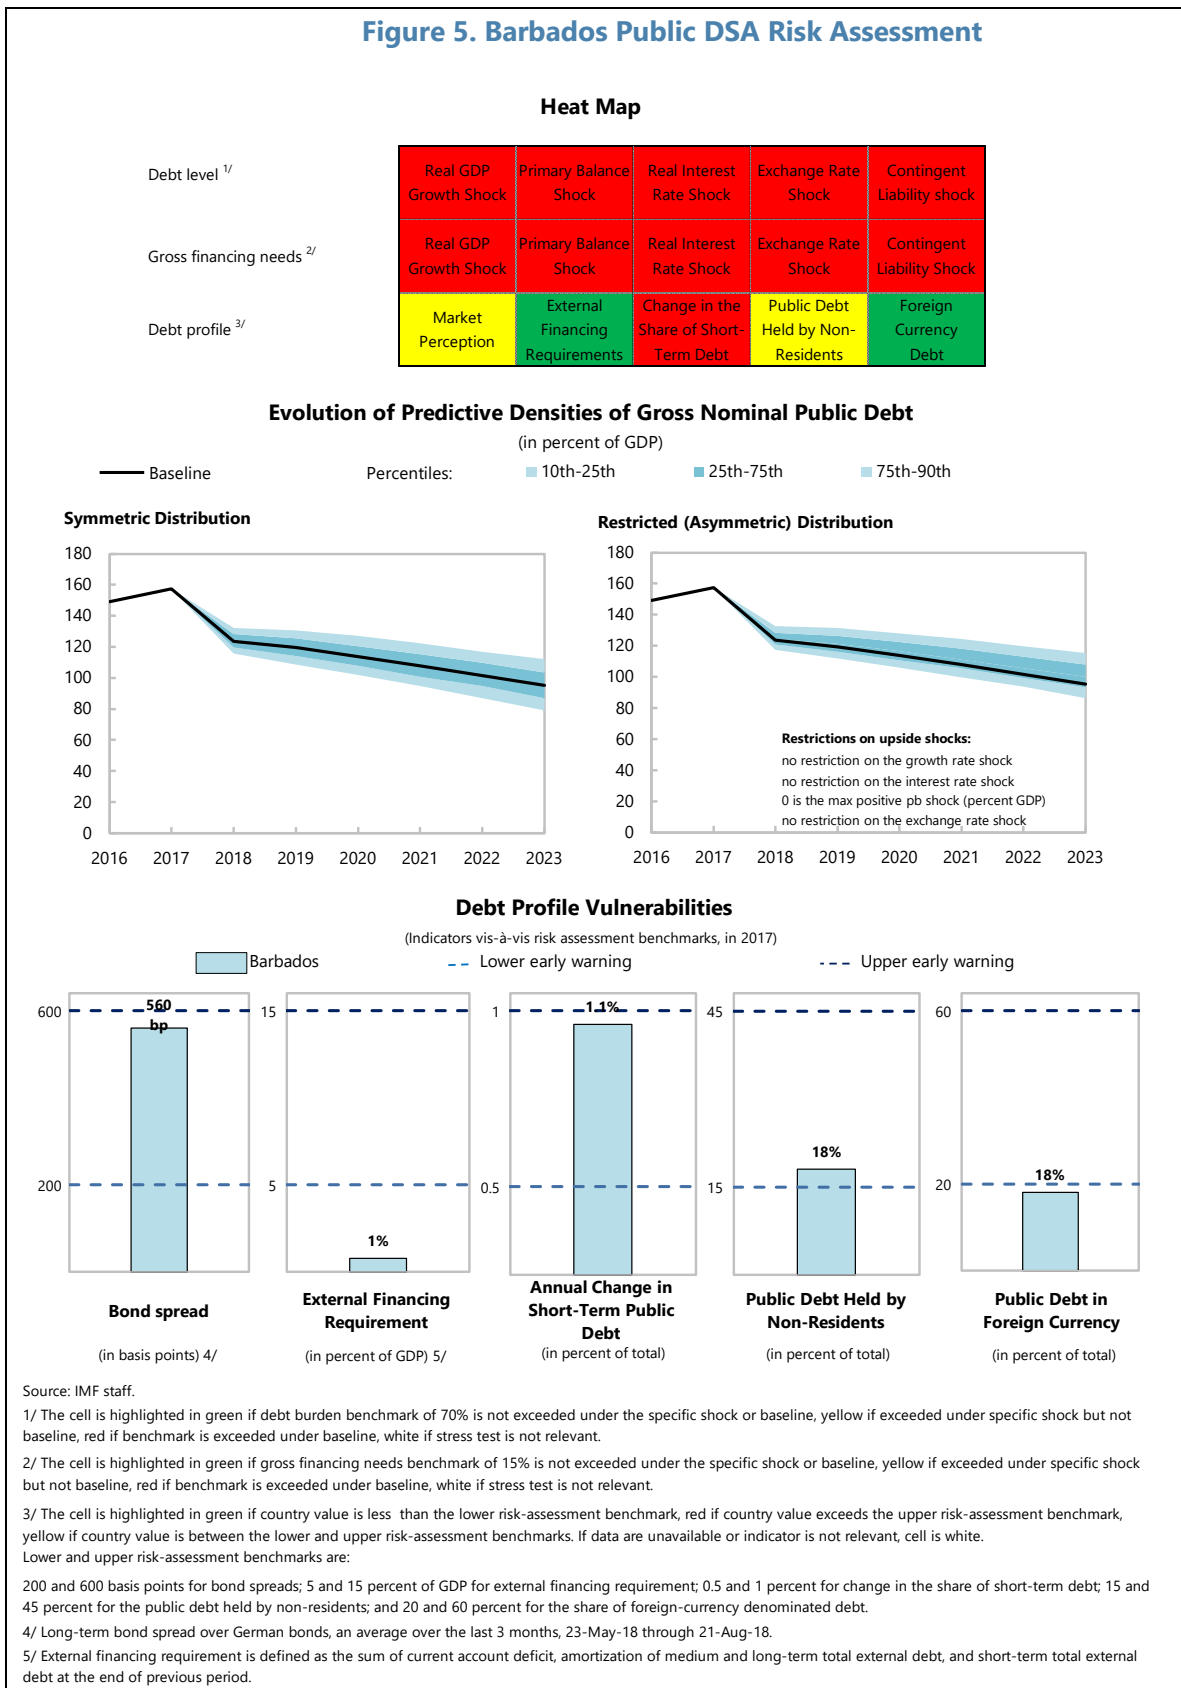 Figure 5. Barbados Public DSA Risk Assessment
Heat Map
Debt level 1/
Real GDP Growth Shock
Primary Balance Shock
Real Interest Rate Shock
Exchange Rate Shock
Contingent Liability shock
Gross financing needs 2/
Real GDP Growth Shock
Primary Balance Shock
Real Interest Rate Shock
Exchange Rate Shock
Contingent Liability Shock
Debt profile 3/
Market Perception
External Financing Requirements
Change in the Share of Short-Term Debt
Public Debt Held by Non-Residents
Foreign Currency Debt
Evolution of Predictive Densities of Gross Nominal Public Debt
(in percent of GDP)
Baseline Percentiles: 10th-25th 25th-75th 75th-90th
Symmetric Distribution
180
160
140
120
100
80
60
40
20
0
2016 2017 2018 2019 2020 2021 2022 2023
Restricted (Asymmetric) Distribution
180
160
140
120
100
80
60
40
20
0
Restrictions on upside shocks:
no restriction on the growth rate shock
no restriction on the interest rate shock
0 is the max positive pb shock (percent GDP)
no restriction on the exchange rate shock
2016 2017 2018 2019 2020 2021 2022 2023
Debt Profile Vulnerabilities
(Indicators vis-à-vis risk assessment benchmarks, in 2017)
Barbados Lower early warning Upper early warning
600
200
560
bp
Bond spread
(in basis points) 4/
15
5
1%
External Financing
Requirement
(in percent of GDP) 5/
1
0.5
1.1%
Annual Change in
Short-Term Public
Debt
(in percent of total)
45
15
18%
Public Debt Held by
Non-Residents
(in percent of total)
60
20
18%
Public Debt in
Foreign Currency
(in percent of total)
Source: IMF staff.
1/ The cell is highlighted in green if debt burden benchmark of 70% is not exceeded under the specific shock or baseline, yellow if exceeded under specific shock but not
baseline, red if benchmark is exceeded under baseline, white if stress test is not relevant.
2/ The cell is highlighted in green if gross financing needs benchmark of 15% is not exceeded under the specific shock or baseline, yellow if exceeded under specific shock
but not baseline, red if benchmark is exceeded under baseline, white if stress test is not relevant.
3/ The cell is highlighted in green if country value is less than the lower risk-assessment benchmark, red if country value exceeds the upper risk-assessment benchmark,
yellow if country value is between the lower and upper risk-assessment benchmarks. If data are unavailable or indicator is not relevant, cell is white.
Lower and upper risk-assessment benchmarks are:
200 and 600 basis points for bond spreads; 5 and 15 percent of GDP for external financing requirement; 0.5 and 1 percent for change in the share of short-term debt; 15 and
45 percent for the public debt held by non-residents; and 20 and 60 percent for the share of foreign-currency denominated debt.
4/ Long-term bond spread over German bonds, an average over the last 3 months, 23-May-18 through 21-Aug-18.
5/ External financing requirement is defined as the sum of current account deficit, amortization of medium and long-term total external debt, and short-term total external
debt at the end of previous period.